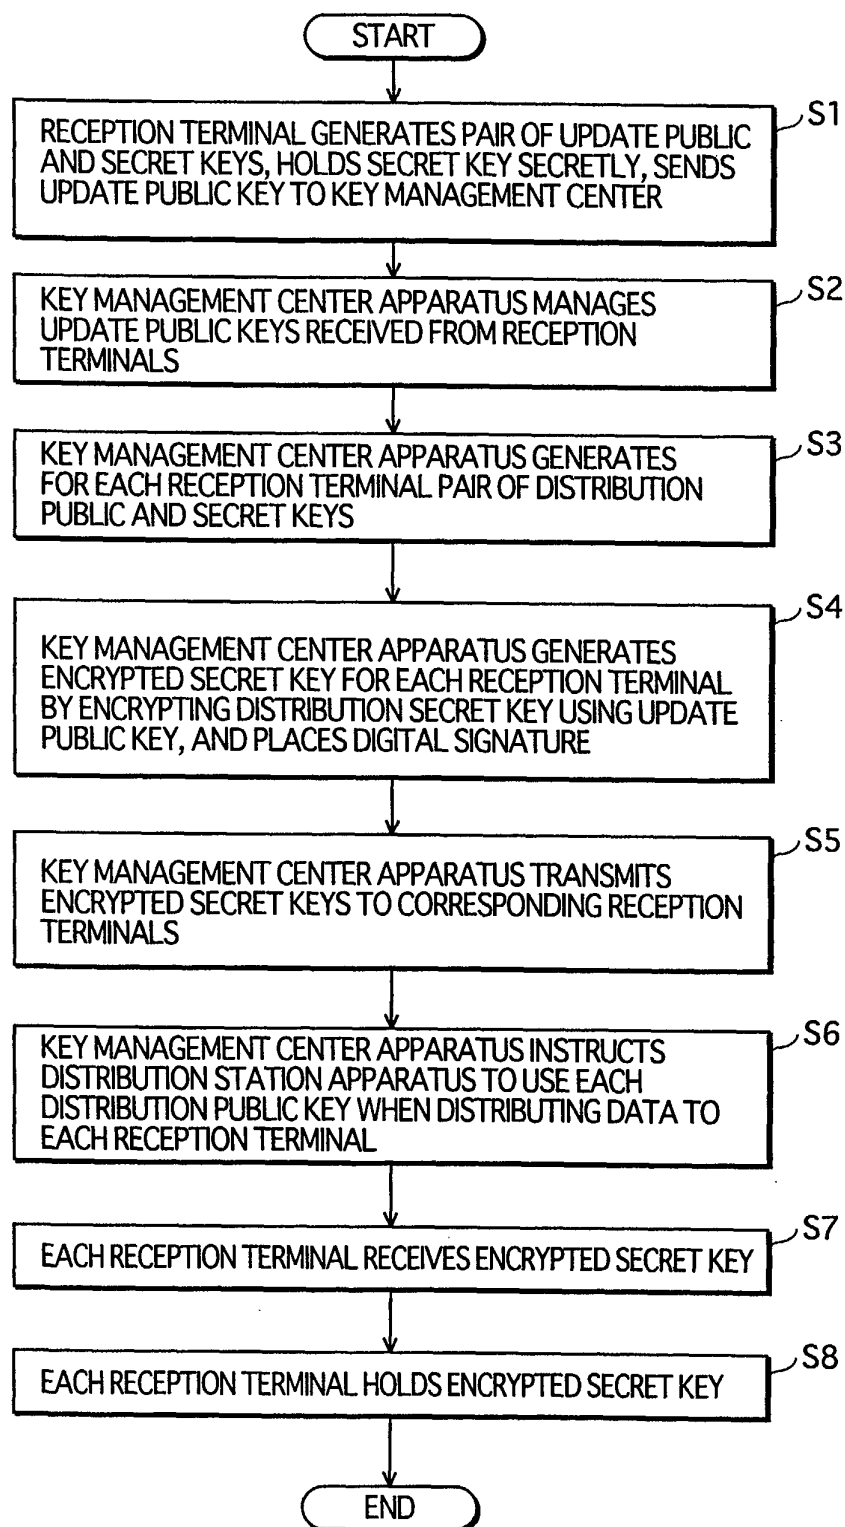 START
S1
RECEPTION TERMINAL GENERATES PAIR OF UPDATE PUBLIC
AND SECRET KEYS, HOLDS SECRET KEY SECRETLY, SENDS
UPDATE PUBLIC KEY TO KEY MANAGEMENT CENTER
S2
KEY MANAGEMENT CENTER APPARATUS MANAGES
UPDATE PUBLIC KEYS RECEIVED FROM RECEPTION
TERMINALS
S3
KEY MANAGEMENT CENTER APPARATUS GENERATES
FOR EACH RECEPTION TERMINAL PAIR OF DISTRIBUTION
PUBLIC AND SECRET KEYS
S4
KEY MANAGEMENT CENTER APPARATUS GENERATES
ENCRYPTED SECRET KEY FOR EACH RECEPTION TERMINAL
BY ENCRYPTING DISTRIBUTION SECRET KEY USING UPDATE
PUBLIC KEY, AND PLACES DIGITAL SIGNATURE
S5
KEY MANAGEMENT CENTER APPARATUS TRANSMITS
ENCRYPTED SECRET KEYS TO CORRESPONDING RECEPTION
TERMINALS
S6
KEY MANAGEMENT CENTER APPARATUS INSTRUCTS
DISTRIBUTION STATION APPARATUS TO USE EACH
DISTRIBUTION PUBLIC KEY WHEN DISTRIBUTING DATA TO
EACH RECEPTION TERMINAL
S7
EACH RECEPTION TERMINAL RECEIVES ENCRYPTED SECRET KEY
S8
EACH RECEPTION TERMINAL HOLDS ENCRYPTED SECRET KEY
END